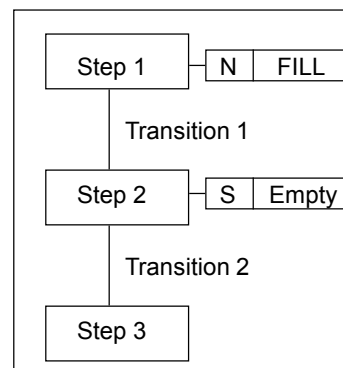 Step 1 N FILL
Transition 1
Step 2 S Empty
Transition 2
Step 3